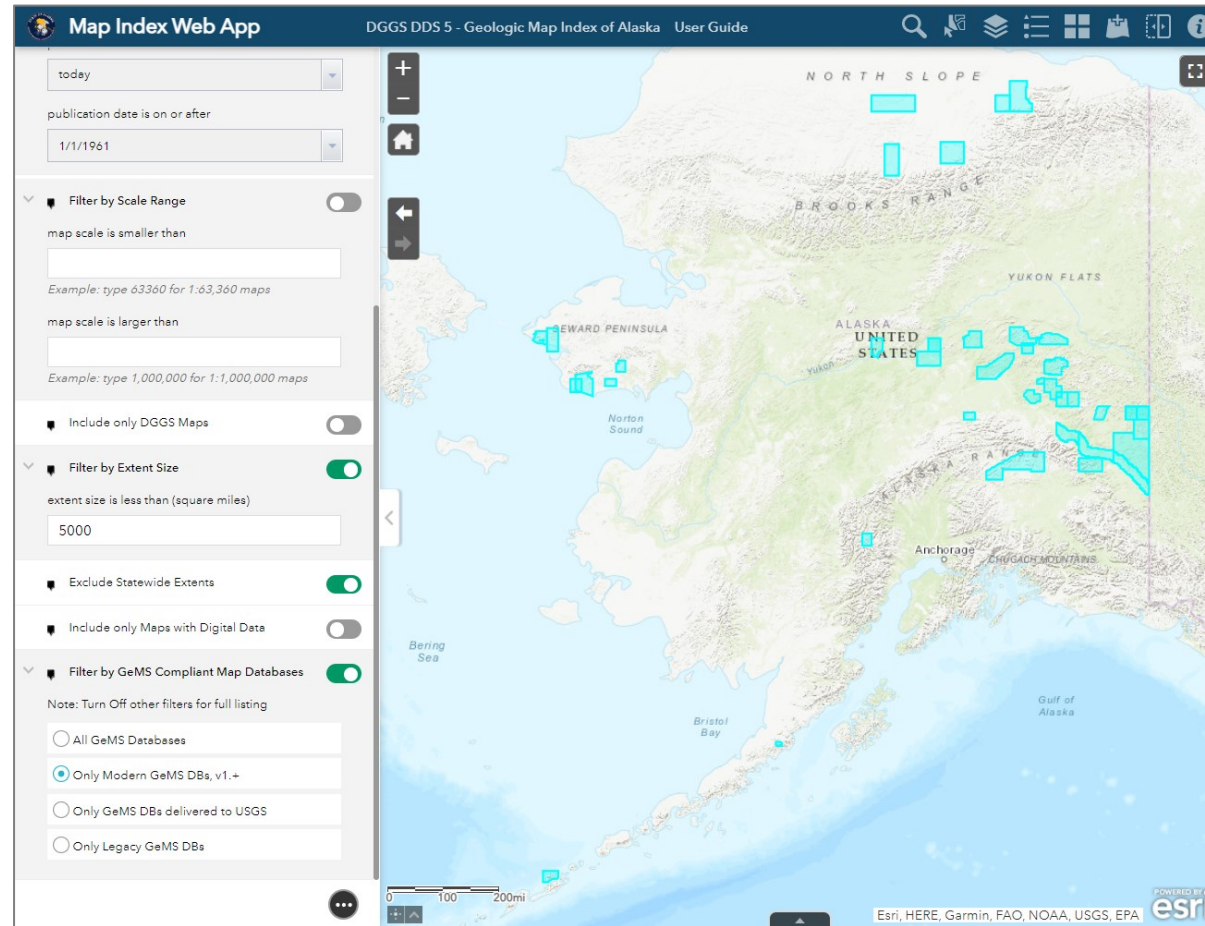 Map Index Web App
DGGS DDS 5 - Geologic Map Index of Alaska User Guide
today
publication date is on or after
1/1/1961
Filter by Scale Range
map scale is smaller than
Example: type 63360 for 1:63,360 maps
map scale is larger than
Example: type 1,000,000 for 1:1,000,000 maps
Include only DGGS Maps
Filter by Extent Size
extent size is less than (square miles)
5000
Exclude Statewide Extents
Include only Maps with Digital Data
Filter by GeMS Compliant Map Databases
Note: Turn Off other filters for full listing
All GeMS Databases
Only Modern GeMS DBs, v1.+
Only GeMS DBs delivered to USGS
Only Legacy GeMS DBs
NORTH SLOPE
BROOKS RANGE
YUKON FLATS
SEWARD PENINSULA
ALASKA
UNITED
STATES
Yukon
Norton
Sound
ALASKA RANGE
Anchorage
CHUGACH MOUNTAINS
Bering
Sea
Gulf of
Alaska
Bristol
Bay
0 100 200mi
Esri, HERE, Garmin, FAO, NOAA, USGS, EPA
POWERED BY
esri